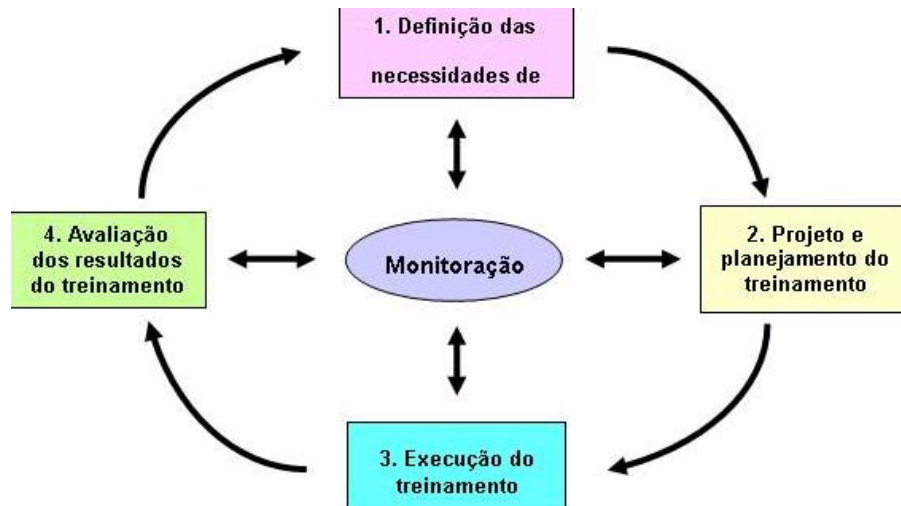 1. Definição das
necessidades de
4. Avaliação
dos resultados
do treinamento
Monitoração
2. Projeto e
planejamento do
treinamento
3. Execução do
treinamento